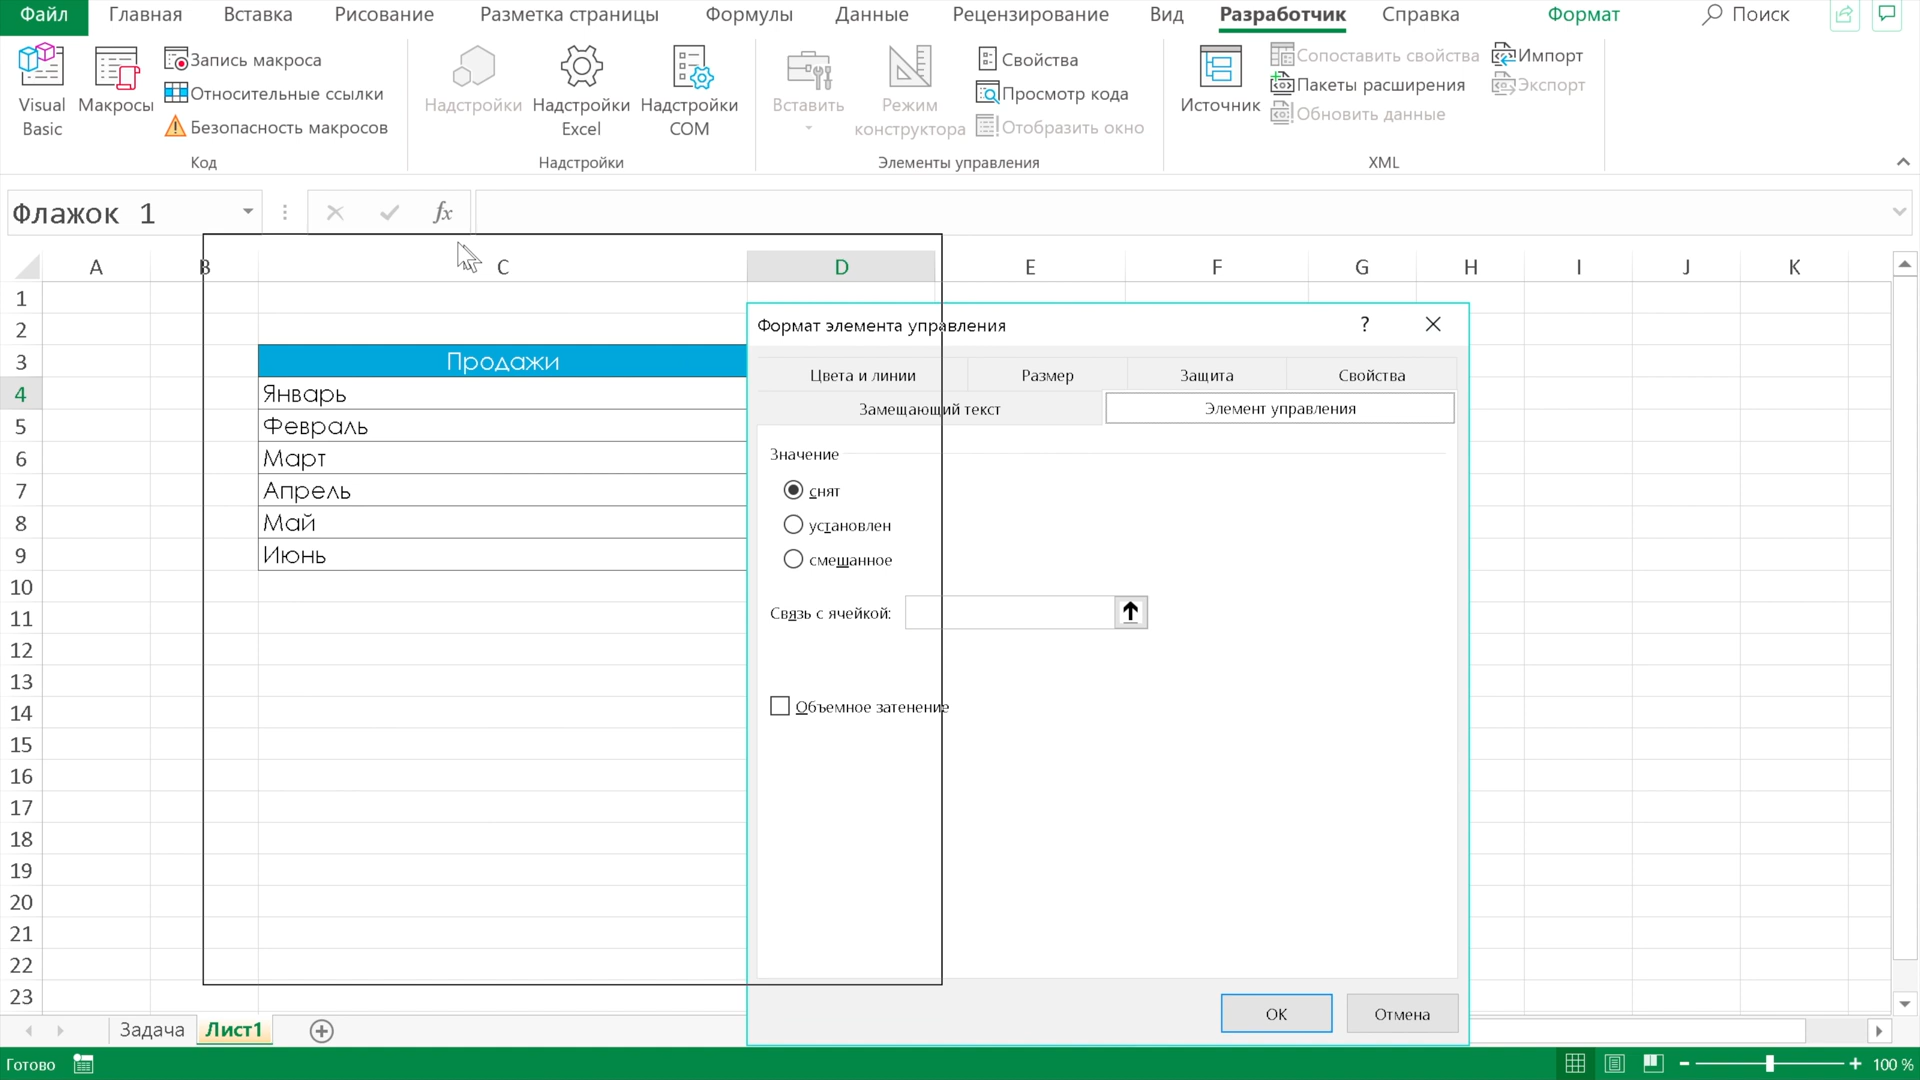 Файл Главная Вставка Рисование Разметка страницы Формулы Данные Рецензирование Вид Разработчик Справка Формат Поиск
Visual Basic
Макросы
Запись макроса
Относительные ссылки
Безопасность макросов
Код
Надстройки
Надстройки Excel
Надстройки COM
Надстройки
Вставить
Режим конструктора
Свойства
Просмотр кода
Отобразить окно
Элементы управления
Источник
Сопоставить свойства
Пакеты расширения
Обновить данные
Импорт
Экспорт
XML
Флажок 1
fx
A B C D E F G H I J K
1
2
3 Продажи
4 Январь
5 Февраль
6 Март
7 Апрель
8 Май
9 Июнь
10
11
12
13
14
15
16
17
18
19
20
21
22
23
Формат элемента управления ?
Цвета и линии Размер Защита Свойства
Замещающий текст Элемент управления
Значение
снят
установлен
смешанное
Связь с ячейкой:
Объемное затенение
ОК Отмена
Задача Лист1
Готово 100 %